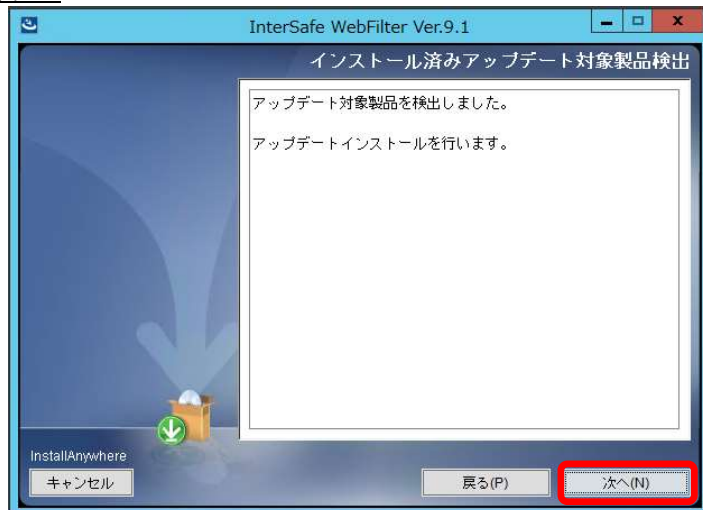 InterSafe WebFilter Ver.9.1
インストール済みアップデート対象製品検出
アップデート対象製品を検出しました。
アップデートインストールを行います。
InstallAnywhere
キャンセル
戻る(P)
次へ(N)